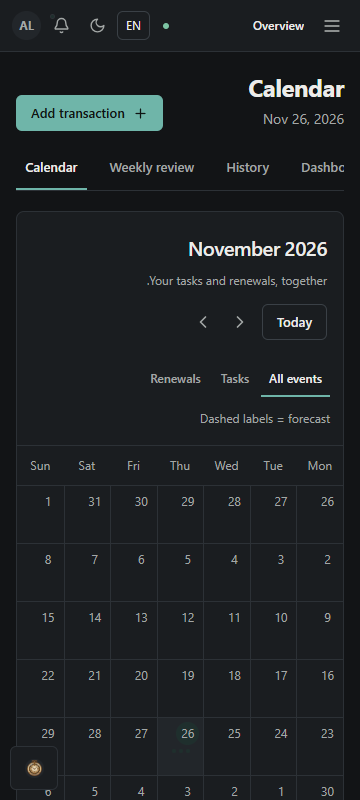 AL EN Overview
Calendar
Add transaction +
Nov 26, 2026
Calendar Weekly review History Dashbo
November 2026
.Your tasks and renewals, together
Today
Renewals Tasks All events
Dashed labels = forecast
Sun Sat Fri Thu Wed Tue Mon
1 31 30 29 28 27 26
8 7 6 5 4 3 2
15 14 13 12 11 10 9
22 21 20 19 18 17 16
29 28 27 26 25 24 23
6 5 4 3 2 1 30